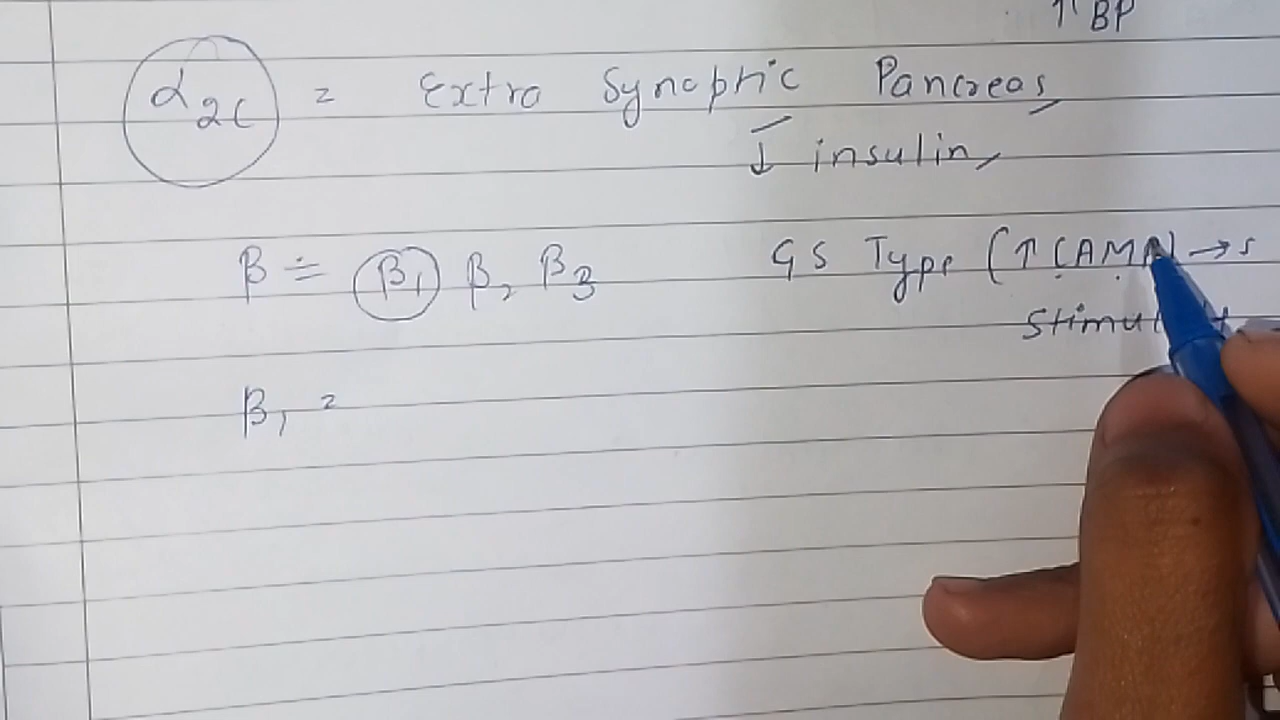 ↑ BP
α2C = Extra Synaptic Pancreas
↓ insulin
β = β1 β2 β3 GS Type (↑ CAMP) → S
β1 =